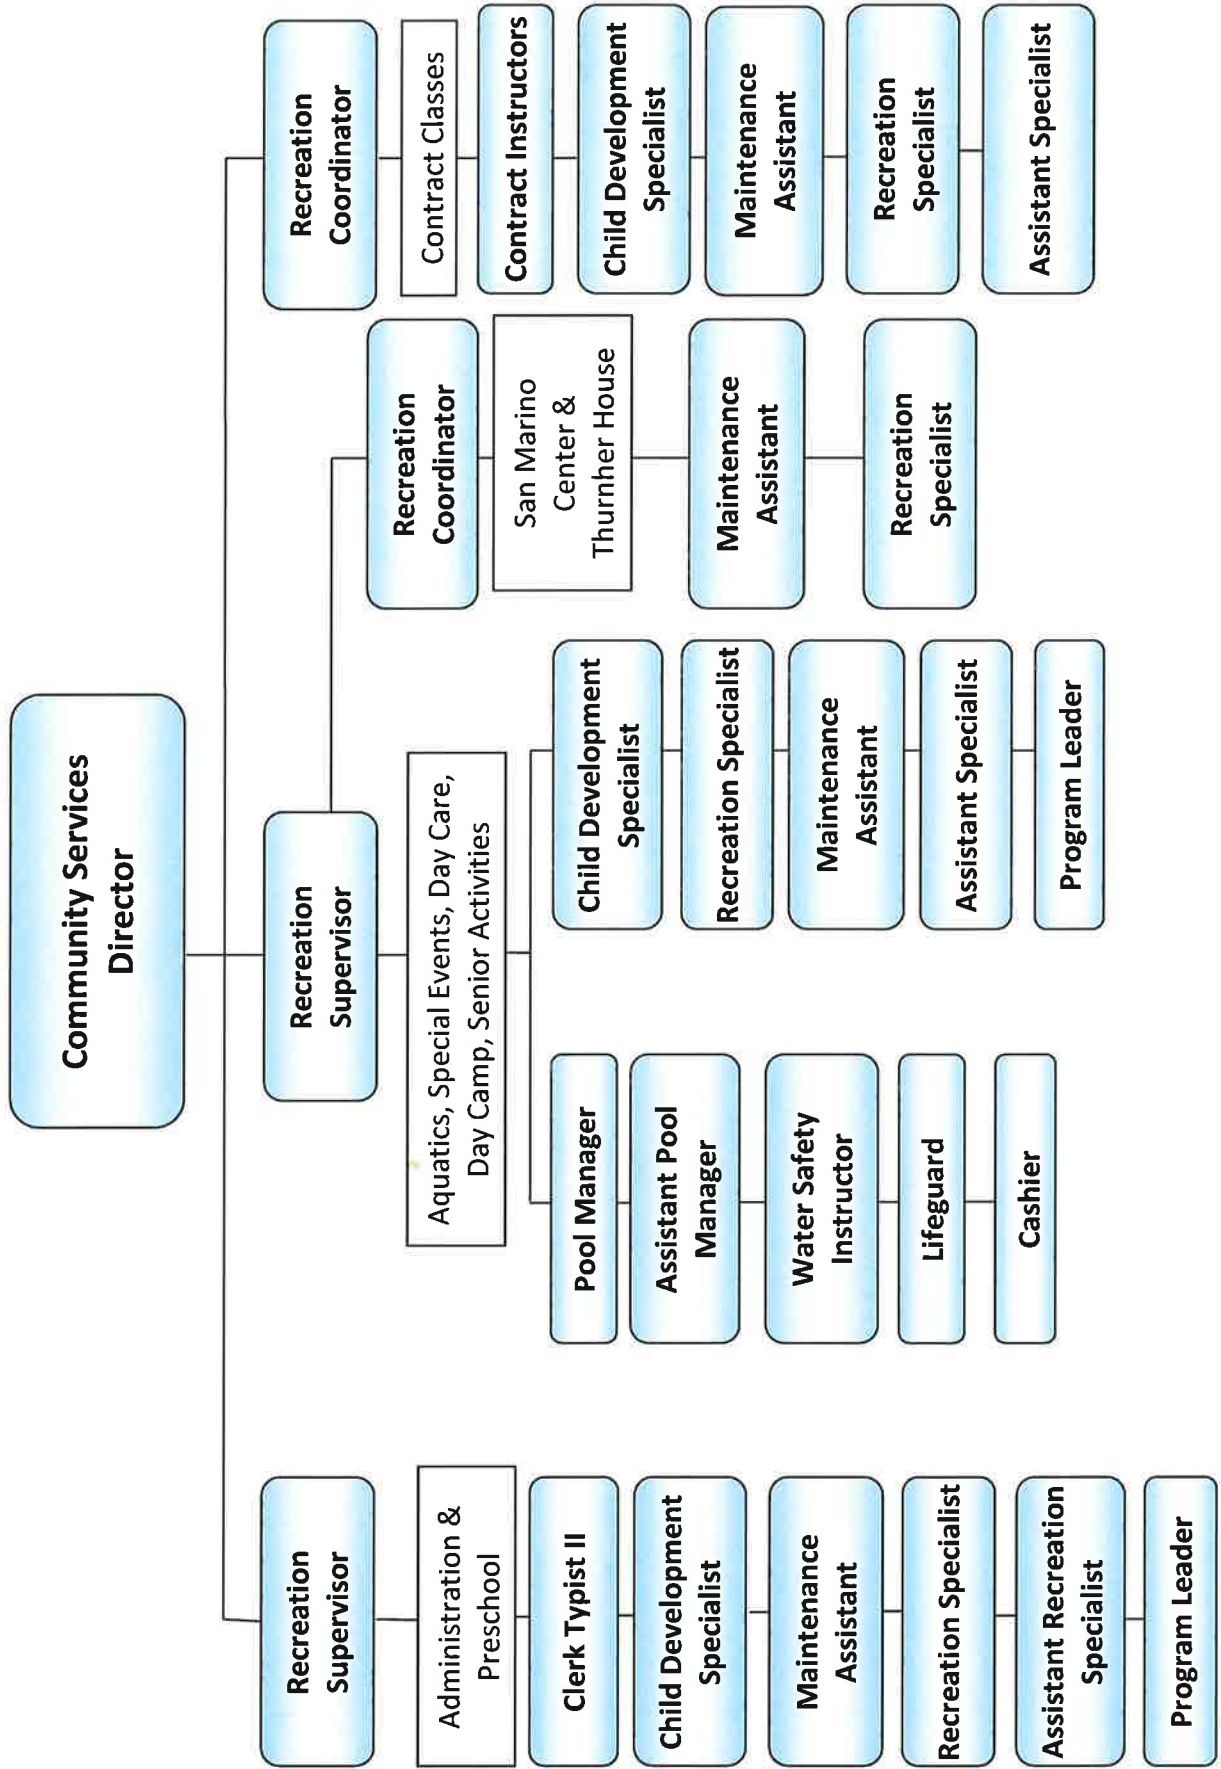 Community Services
Director
Recreation
Supervisor
Administration &
Preschool
Clerk Typist II
Child Development
Specialist
Maintenance
Assistant
Recreation Specialist
Assistant Recreation
Specialist
Program Leader
Recreation
Supervisor
Aquatics, Special Events, Day Care,
Day Camp, Senior Activities
Pool Manager
Assistant Pool
Manager
Water Safety
Instructor
Lifeguard
Cashier
Child Development
Specialist
Recreation Specialist
Maintenance
Assistant
Assistant Specialist
Program Leader
Recreation
Coordinator
San Marino
Center &
Thurnher House
Maintenance
Assistant
Recreation
Specialist
Recreation
Coordinator
Contract Classes
Contract Instructors
Child Development
Specialist
Maintenance
Assistant
Recreation
Specialist
Assistant Specialist